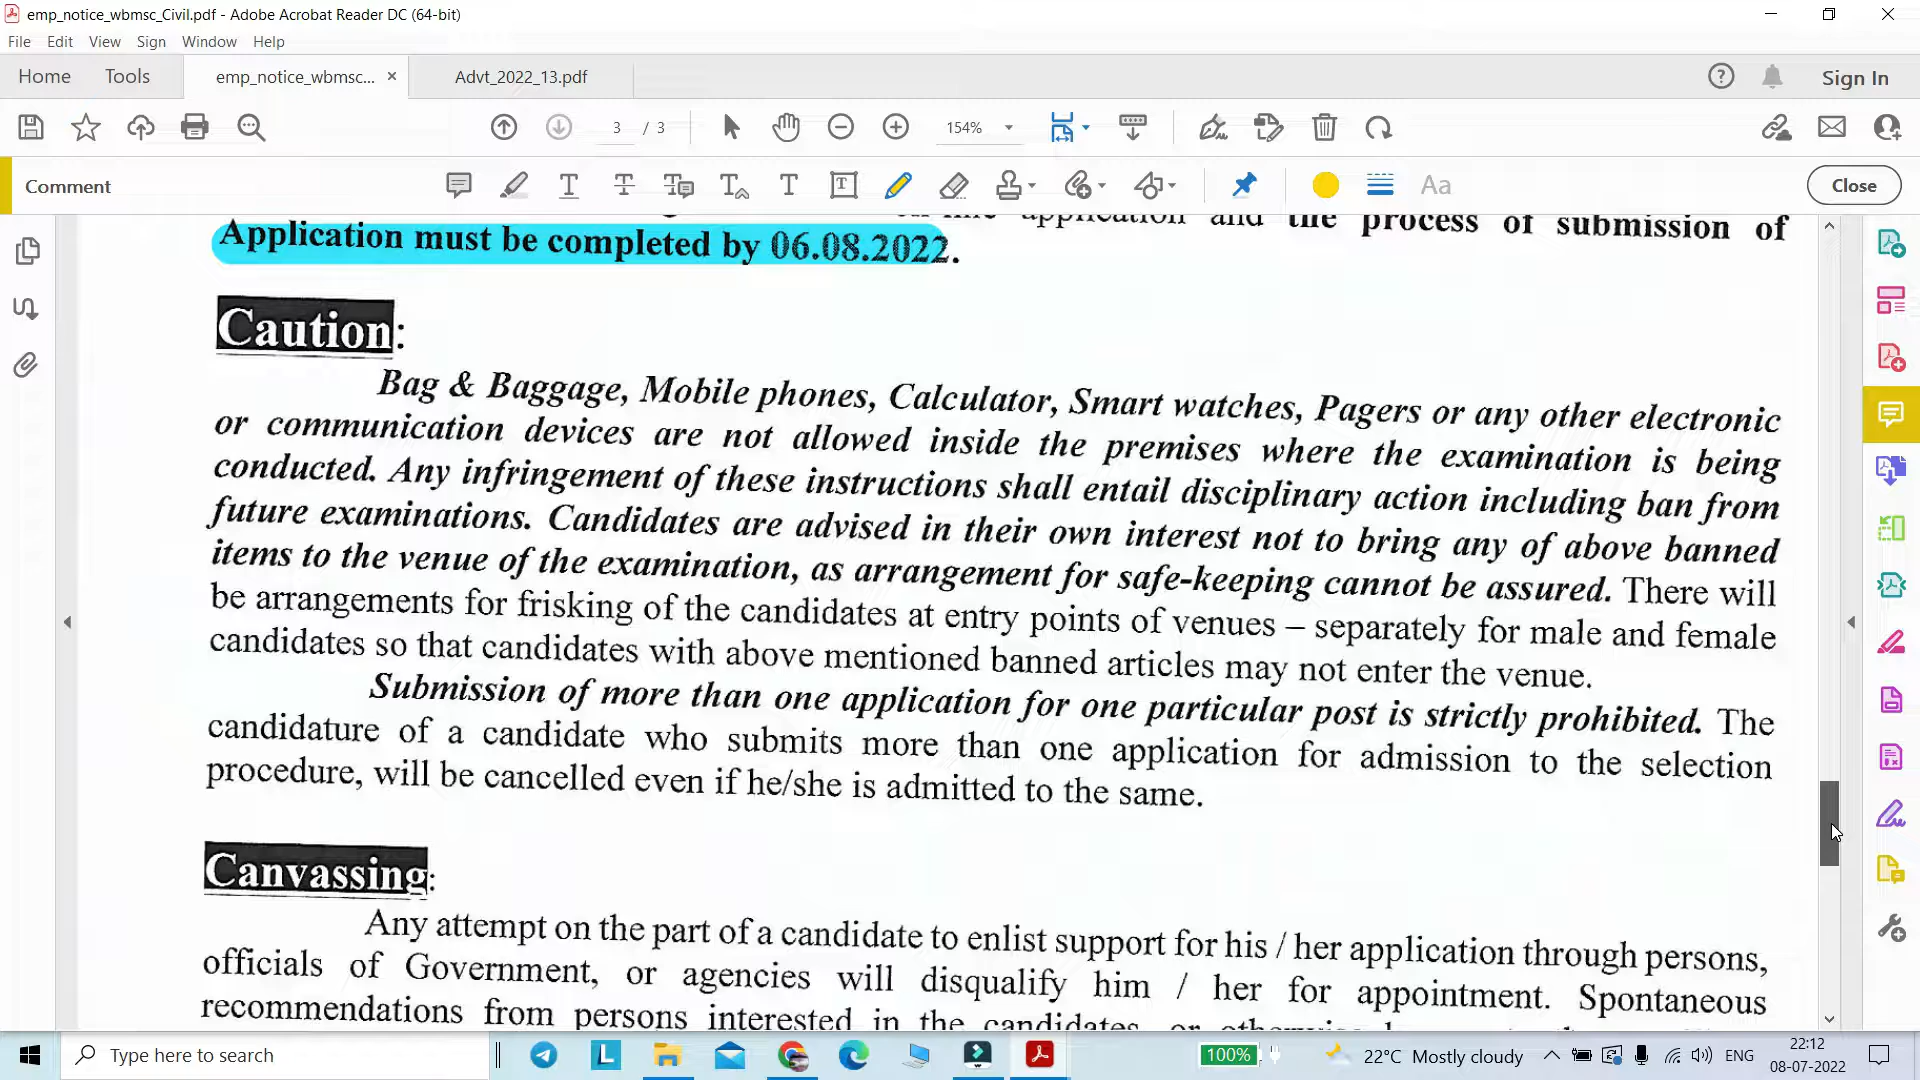 emp_notice_wbmsc_Civil.pdf - Adobe Acrobat Reader DC (64-bit)
File Edit View Sign Window Help
Home Tools emp_notice_wbmsc... × Advt_2022_13.pdf Sign In
3 / 3 154%
Comment Aa Close
application and the process of submission of
Application must be completed by 06.08.2022.
Caution:
Bag & Baggage, Mobile phones, Calculator, Smart watches, Pagers or any other electronic
or communication devices are not allowed inside the premises where the examination is being
conducted. Any infringement of these instructions shall entail disciplinary action including ban from
future examinations. Candidates are advised in their own interest not to bring any of above banned
items to the venue of the examination, as arrangement for safe-keeping cannot be assured. There will
be arrangements for frisking of the candidates at entry points of venues – separately for male and female
candidates so that candidates with above mentioned banned articles may not enter the venue.
Submission of more than one application for one particular post is strictly prohibited. The
candidature of a candidate who submits more than one application for admission to the selection
procedure, will be cancelled even if he/she is admitted to the same.
Canvassing:
Any attempt on the part of a candidate to enlist support for his / her application through persons,
officials of Government, or agencies will disqualify him / her for appointment. Spontaneous
recommendations from persons interested in the candidates, or otherwise
Type here to search
L
100% 22°C Mostly cloudy ENG 22:12
08-07-2022